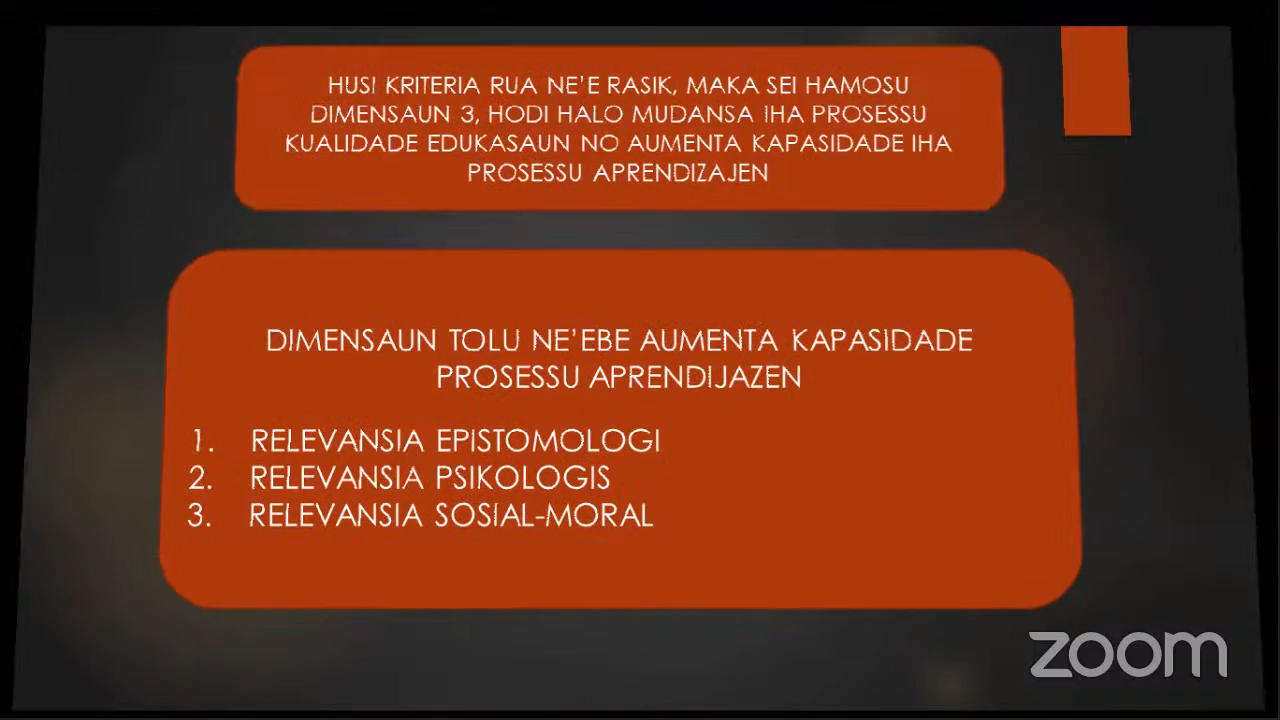 HUSI KRITERIA RUA NE'E RASIK, MAKA SEI HAMOSU
DIMENSAUN 3, HODI HALO MUDANSA IHA PROSESSU
KUALIDADE EDUKASAUN NO AUMENTA KAPASIDADE IHA
PROSESSU APRENDIZAJEN
DIMENSAUN TOLU NE'EBE AUMENTA KAPASIDADE
PROSESSU APRENDIJAZEN
1. RELEVANSIA EPISTOMOLOGI
2. RELEVANSIA PSIKOLOGIS
3. RELEVANSIA SOSIAL-MORAL
zoom